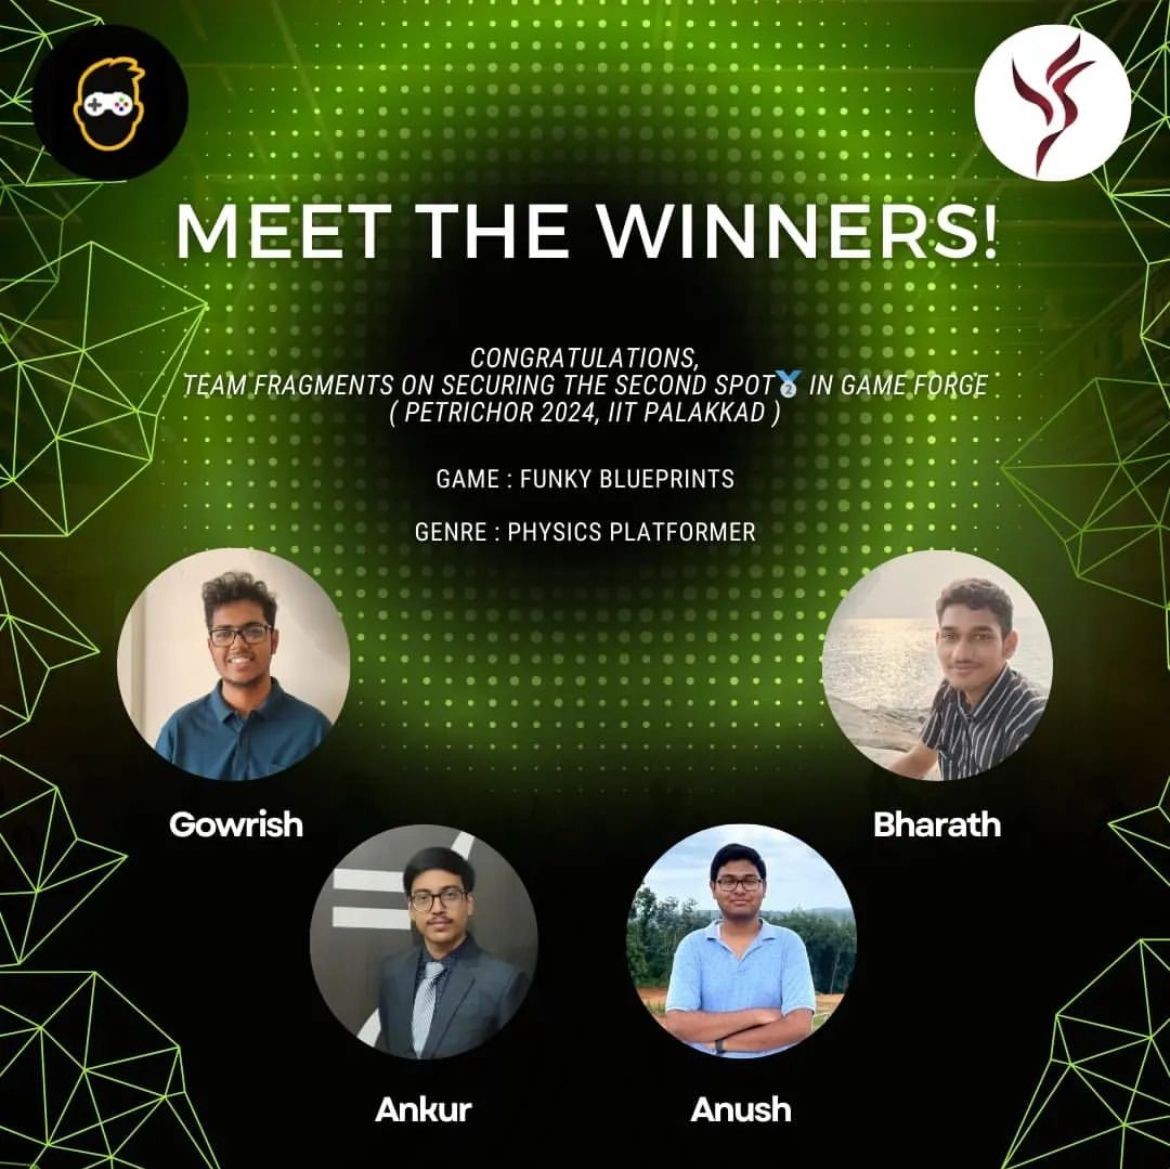 MEET THE WINNERS!
CONGRATULATIONS,
TEAM FRAGMENTS ON SECURING THE SECOND SPOT🥈 IN GAME FORGE
( PETRICHOR 2024, IIT PALAKKAD )
GAME : FUNKY BLUEPRINTS
GENRE : PHYSICS PLATFORMER
Gowrish
Bharath
Ankur
Anush